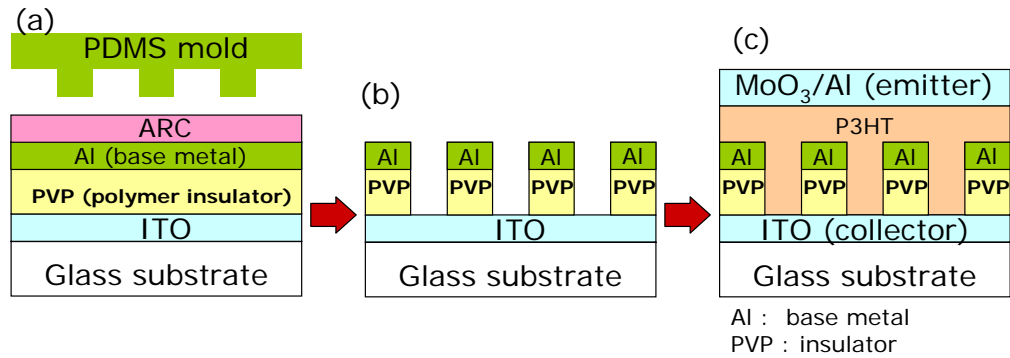 (a)
PDMS mold
ARC
Al (base metal)
PVP (polymer insulator)
ITO
Glass substrate
(b)
Al Al Al Al
PVP PVP PVP PVP
ITO
Glass substrate
(c)
MoO₃/Al (emitter)
P3HT
Al Al Al Al
PVP PVP PVP PVP
ITO (collector)
Glass substrate
Al : base metal
PVP : insulator